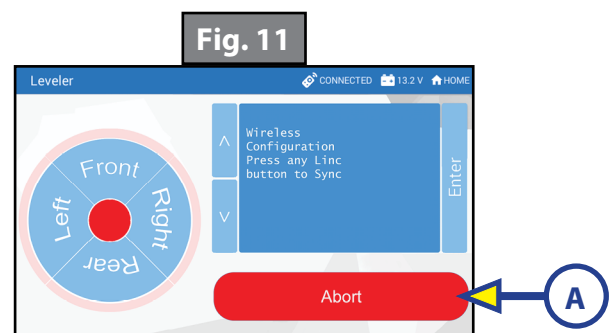 Fig. 11
Leveler
CONNECTED 13.2 V HOME
Front
Left
Right
Rear
^
v
Wireless
Configuration
Press any Linc
button to Sync
Enter
Abort
A